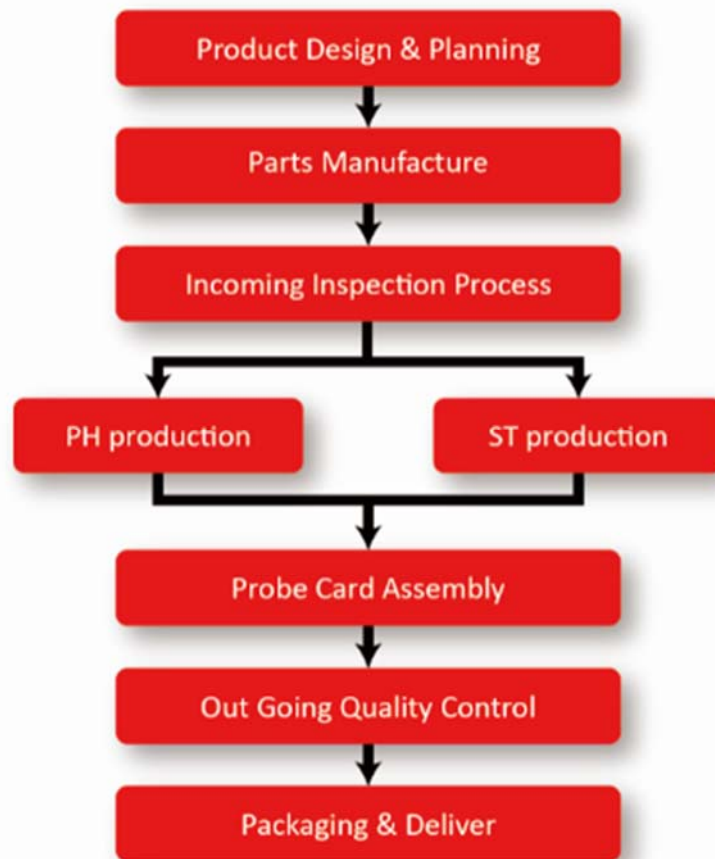 Product Design & Planning
Parts Manufacture
Incoming Inspection Process
PH production
ST production
Probe Card Assembly
Out Going Quality Control
Packaging & Deliver